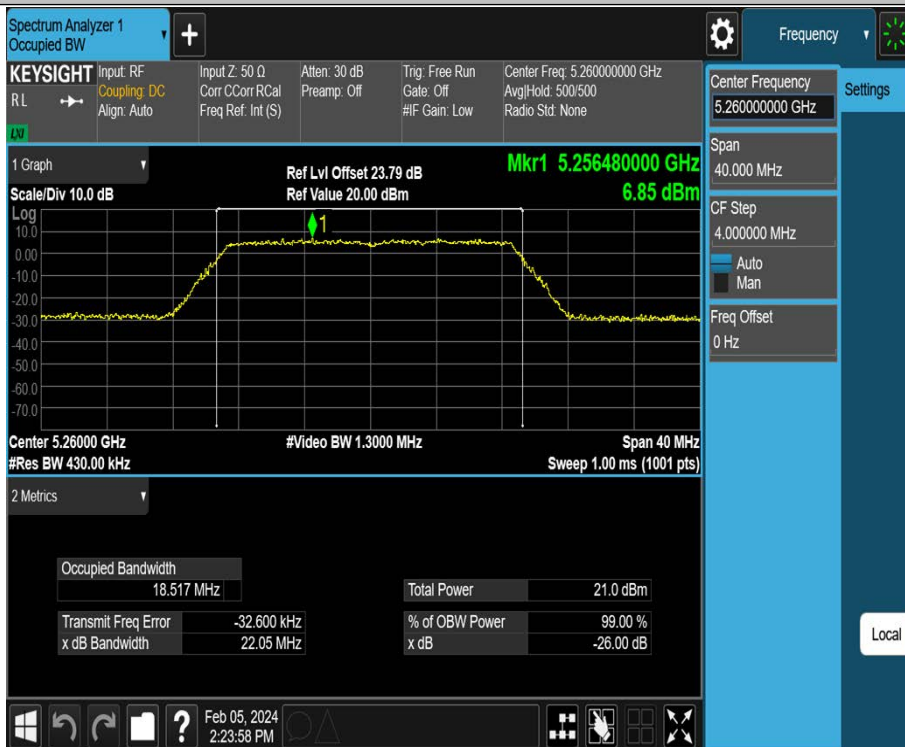 Spectrum Analyzer 1
Occupied BW
+
Frequency
KEYSIGHT
RL
LXI
Input: RF
Coupling: DC
Align: Auto
Input Z: 50 Ω
Corr CCorr RCal
Freq Ref: Int (S)
Atten: 30 dB
Preamp: Off
Trig: Free Run
Gate: Off
#IF Gain: Low
Center Freq: 5.260000000 GHz
Avg|Hold: 500/500
Radio Std: None
Center Frequency
5.260000000 GHz
Settings
Span
40.000 MHz
CF Step
4.000000 MHz
Auto
Man
Freq Offset
0 Hz
1 Graph
Scale/Div 10.0 dB
Ref Lvl Offset 23.79 dB
Ref Value 20.00 dBm
Mkr1 5.256480000 GHz
6.85 dBm
Log
10.0
0.00
-10.0
-20.0
-30.0
-40.0
-50.0
-60.0
-70.0
1
Center 5.26000 GHz
#Video BW 1.3000 MHz
Span 40 MHz
#Res BW 430.00 kHz
Sweep 1.00 ms (1001 pts)
2 Metrics
Occupied Bandwidth
18.517 MHz
Total Power 21.0 dBm
Transmit Freq Error -32.600 kHz
% of OBW Power 99.00 %
x dB Bandwidth 22.05 MHz
x dB -26.00 dB
Local
?
Feb 05, 2024
2:23:58 PM